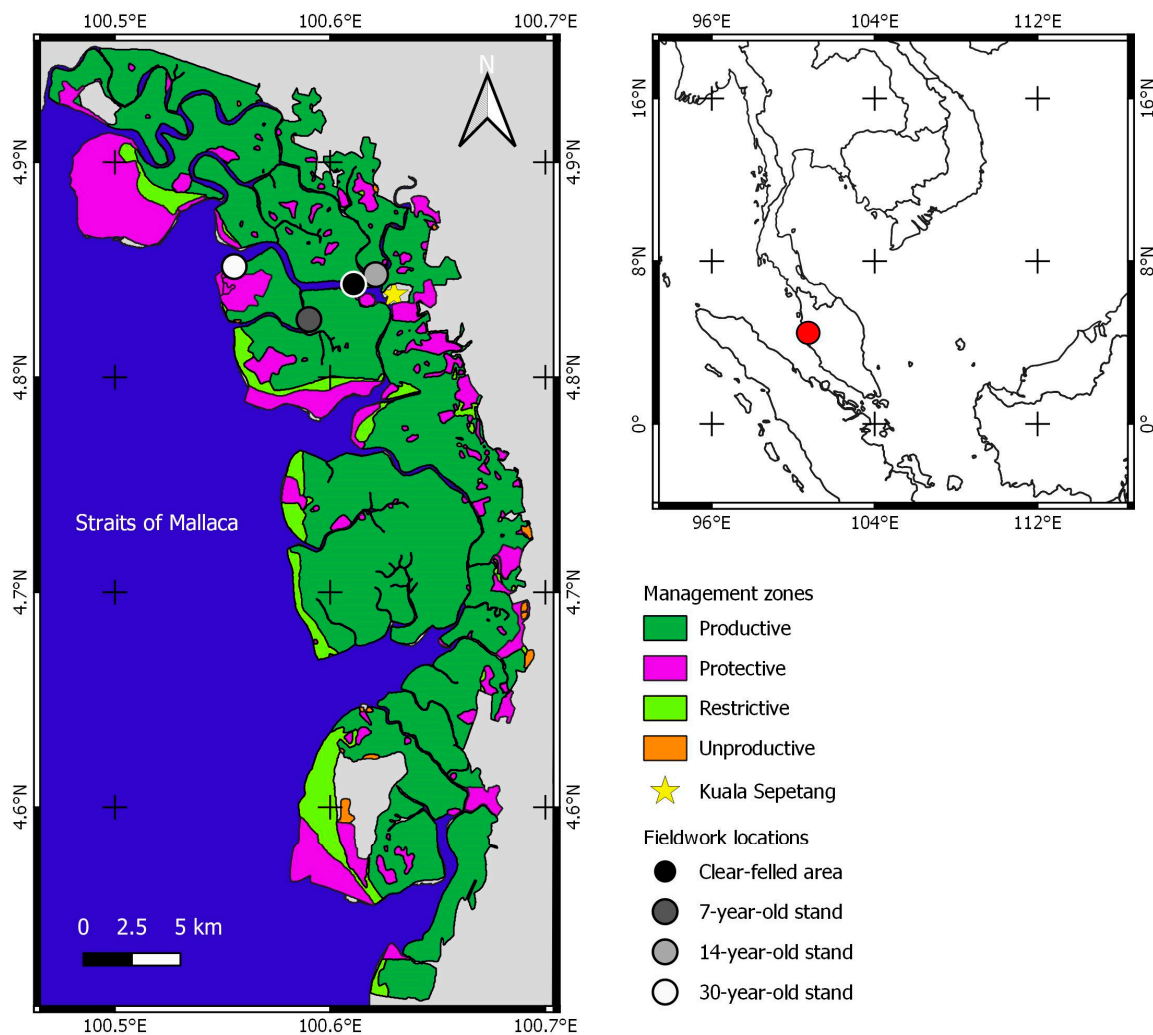 100.5°E 100.6°E 100.7°E
N
4.9°N 4.9°N
4.8°N 4.8°N
Straits of Mallaca
4.7°N 4.7°N
4.6°N 4.6°N
0 2.5 5 km
100.5°E 100.6°E 100.7°E
96°E 104°E 112°E
16°N 16°N
8°N 8°N
0° 0°
96°E 104°E 112°E
Management zones
Productive
Protective
Restrictive
Unproductive
Kuala Sepetang
Fieldwork locations
Clear-felled area
7-year-old stand
14-year-old stand
30-year-old stand